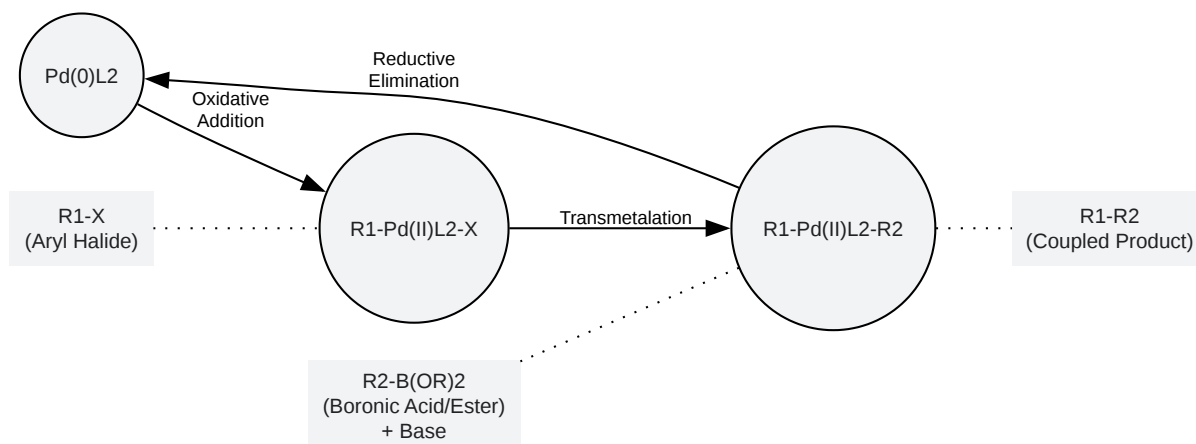 Pd(0)L2
Reductive
Elimination
Oxidative
Addition
R1-X
(Aryl Halide)
R1-Pd(II)L2-X
Transmetalation
R1-Pd(II)L2-R2
R1-R2
(Coupled Product)
R2-B(OR)2
(Boronic Acid/Ester)
+ Base